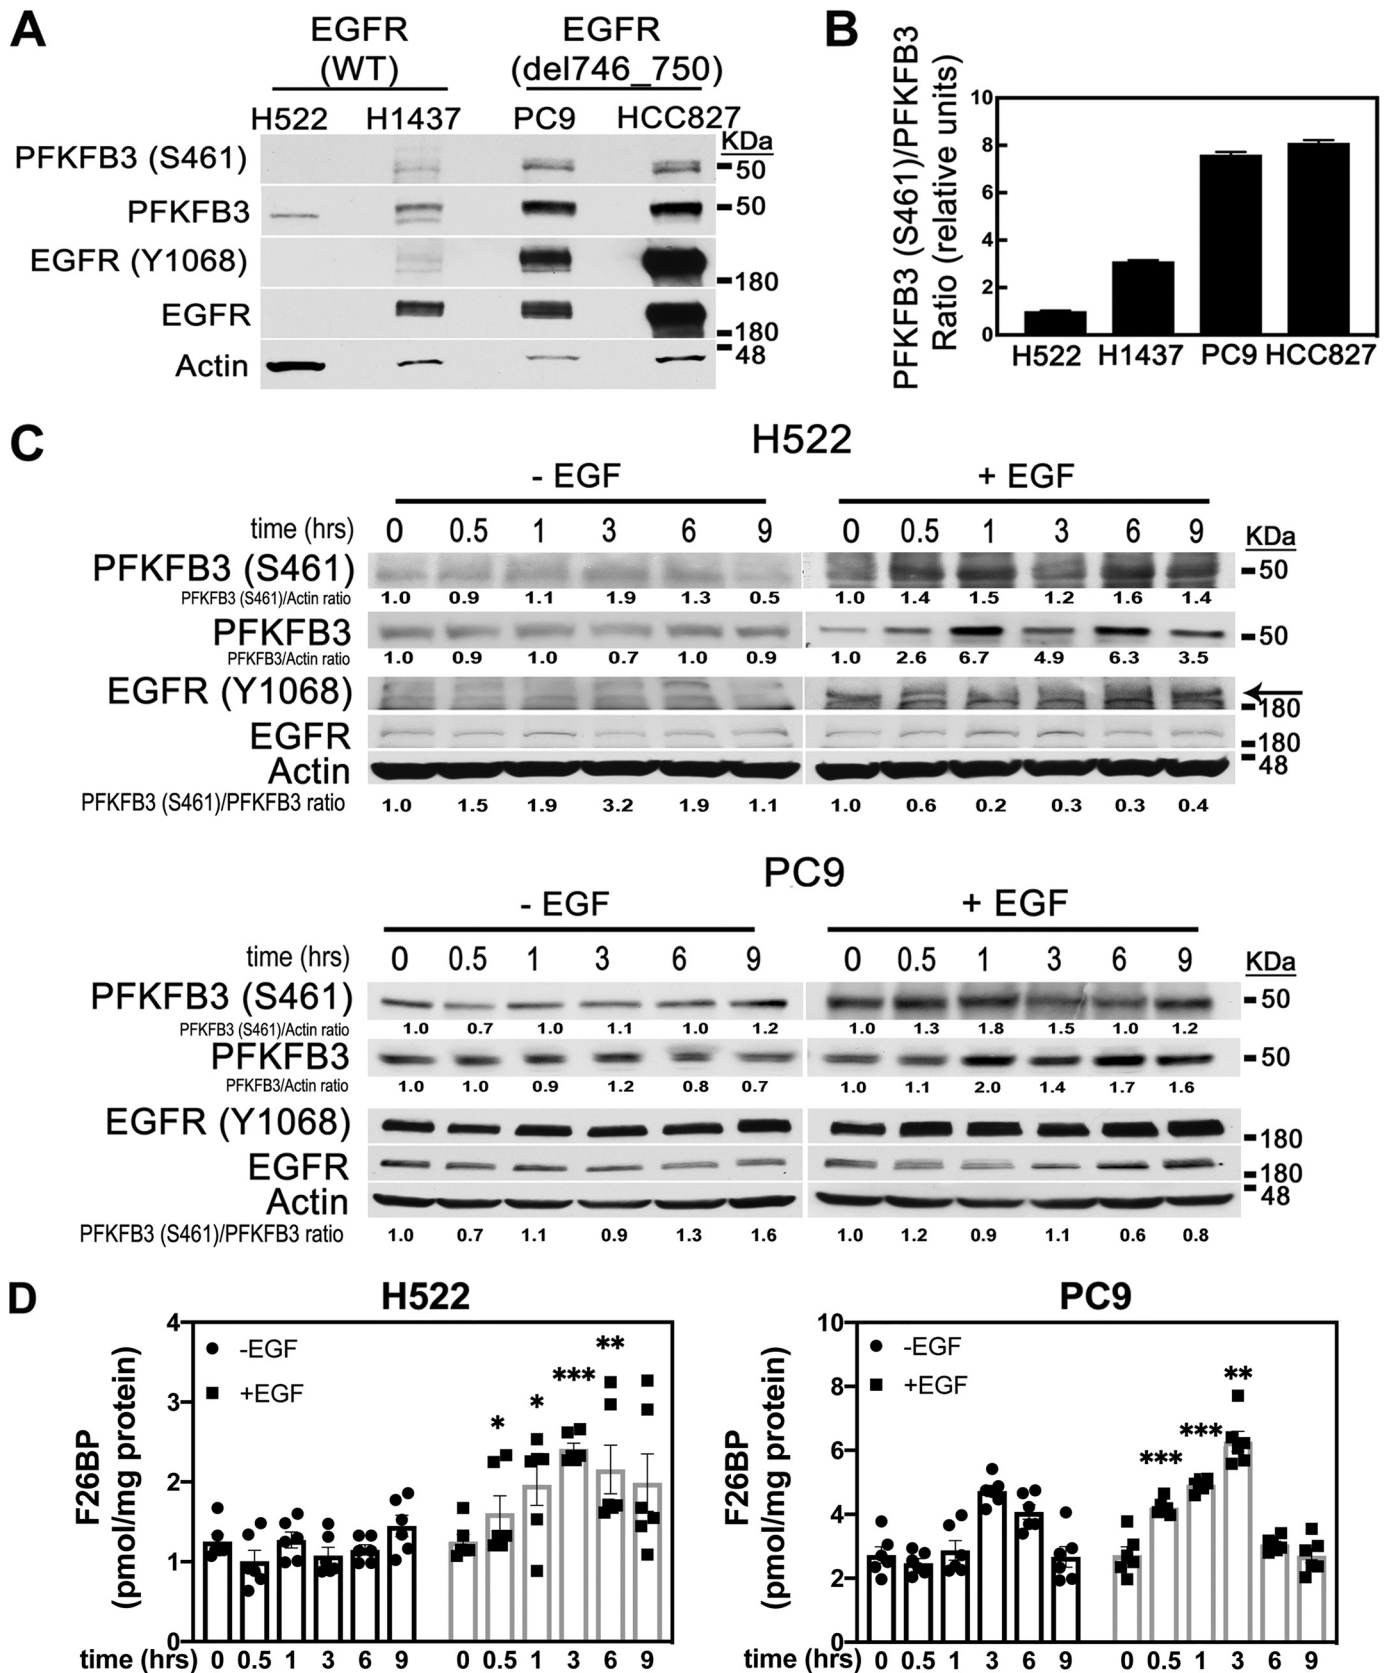 A
EGFR
(WT)
EGFR
(del746_750)
H522 H1437 PC9 HCC827
KDa
PFKFB3 (S461)
50
PFKFB3
50
EGFR (Y1068)
180
EGFR
180
Actin
48
B
PFKFB3 (S461)/PFKFB3
Ratio (relative units)
10
8
6
4
2
0
H522 H1437 PC9 HCC827
C
H522
- EGF + EGF
time (hrs) 0 0.5 1 3 6 9 0 0.5 1 3 6 9 KDa
PFKFB3 (S461) 50
PFKFB3 (S461)/Actin ratio 1.0 0.9 1.1 1.9 1.3 0.5 1.0 1.4 1.5 1.2 1.6 1.4
PFKFB3 50
PFKFB3/Actin ratio 1.0 0.9 1.0 0.7 1.0 0.9 1.0 2.6 6.7 4.9 6.3 3.5
EGFR (Y1068) 180
EGFR 180
Actin 48
PFKFB3 (S461)/PFKFB3 ratio 1.0 1.5 1.9 3.2 1.9 1.1 1.0 0.6 0.2 0.3 0.3 0.4
PC9
- EGF + EGF
time (hrs) 0 0.5 1 3 6 9 0 0.5 1 3 6 9 KDa
PFKFB3 (S461) 50
PFKFB3 (S461)/Actin ratio 1.0 0.7 1.0 1.1 1.0 1.2 1.0 1.3 1.8 1.5 1.0 1.2
PFKFB3 50
PFKFB3/Actin ratio 1.0 1.0 0.9 1.2 0.8 0.7 1.0 1.1 2.0 1.4 1.7 1.6
EGFR (Y1068) 180
EGFR 180
Actin 48
PFKFB3 (S461)/PFKFB3 ratio 1.0 0.7 1.1 0.9 1.3 1.6 1.0 1.2 0.9 1.1 0.6 0.8
D
H522
F26BP
(pmol/mg protein)
4
3
2
1
0
-EGF
+EGF
* * *** **
time (hrs) 0 0.5 1 3 6 9 0 0.5 1 3 6 9
PC9
F26BP
(pmol/mg protein)
10
8
6
4
2
0
-EGF
+EGF
*** *** **
time (hrs) 0 0.5 1 3 6 9 0 0.5 1 3 6 9